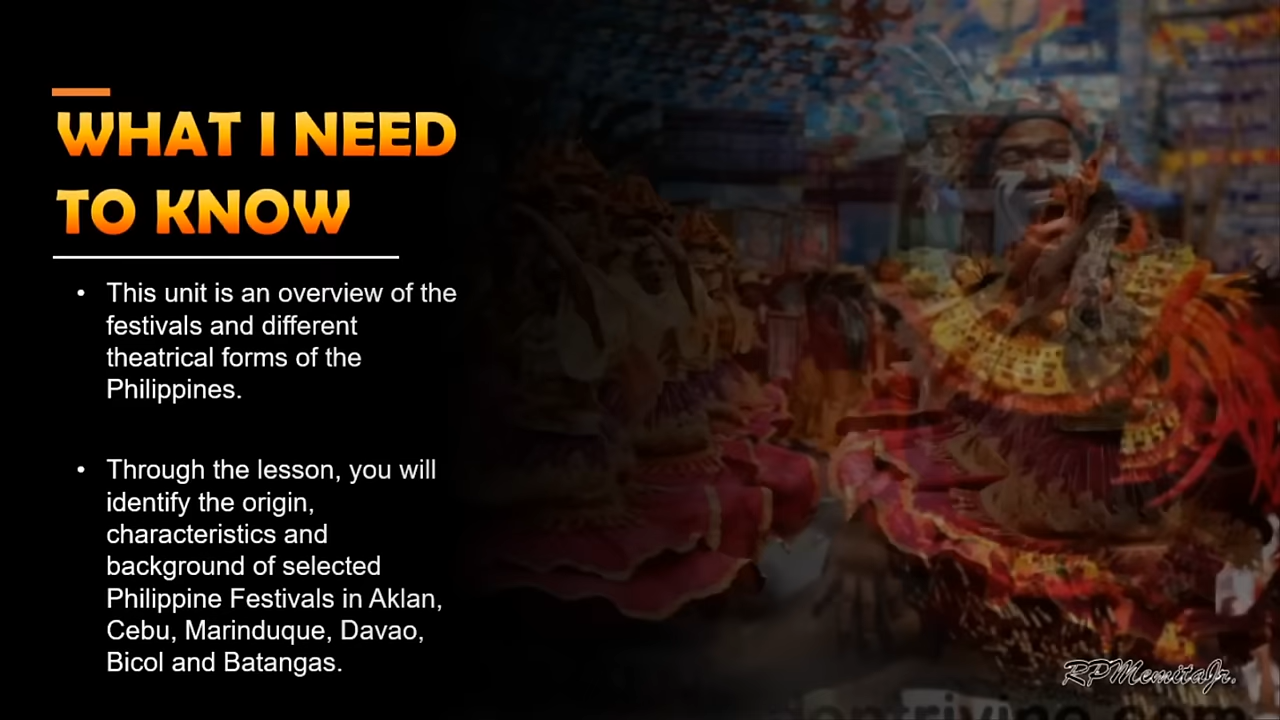 WHAT I NEED
TO KNOW
• This unit is an overview of the
festivals and different
theatrical forms of the
Philippines.
• Through the lesson, you will
identify the origin,
characteristics and
background of selected
Philippine Festivals in Aklan,
Cebu, Marinduque, Davao,
Bicol and Batangas.
RPMemitaJr.